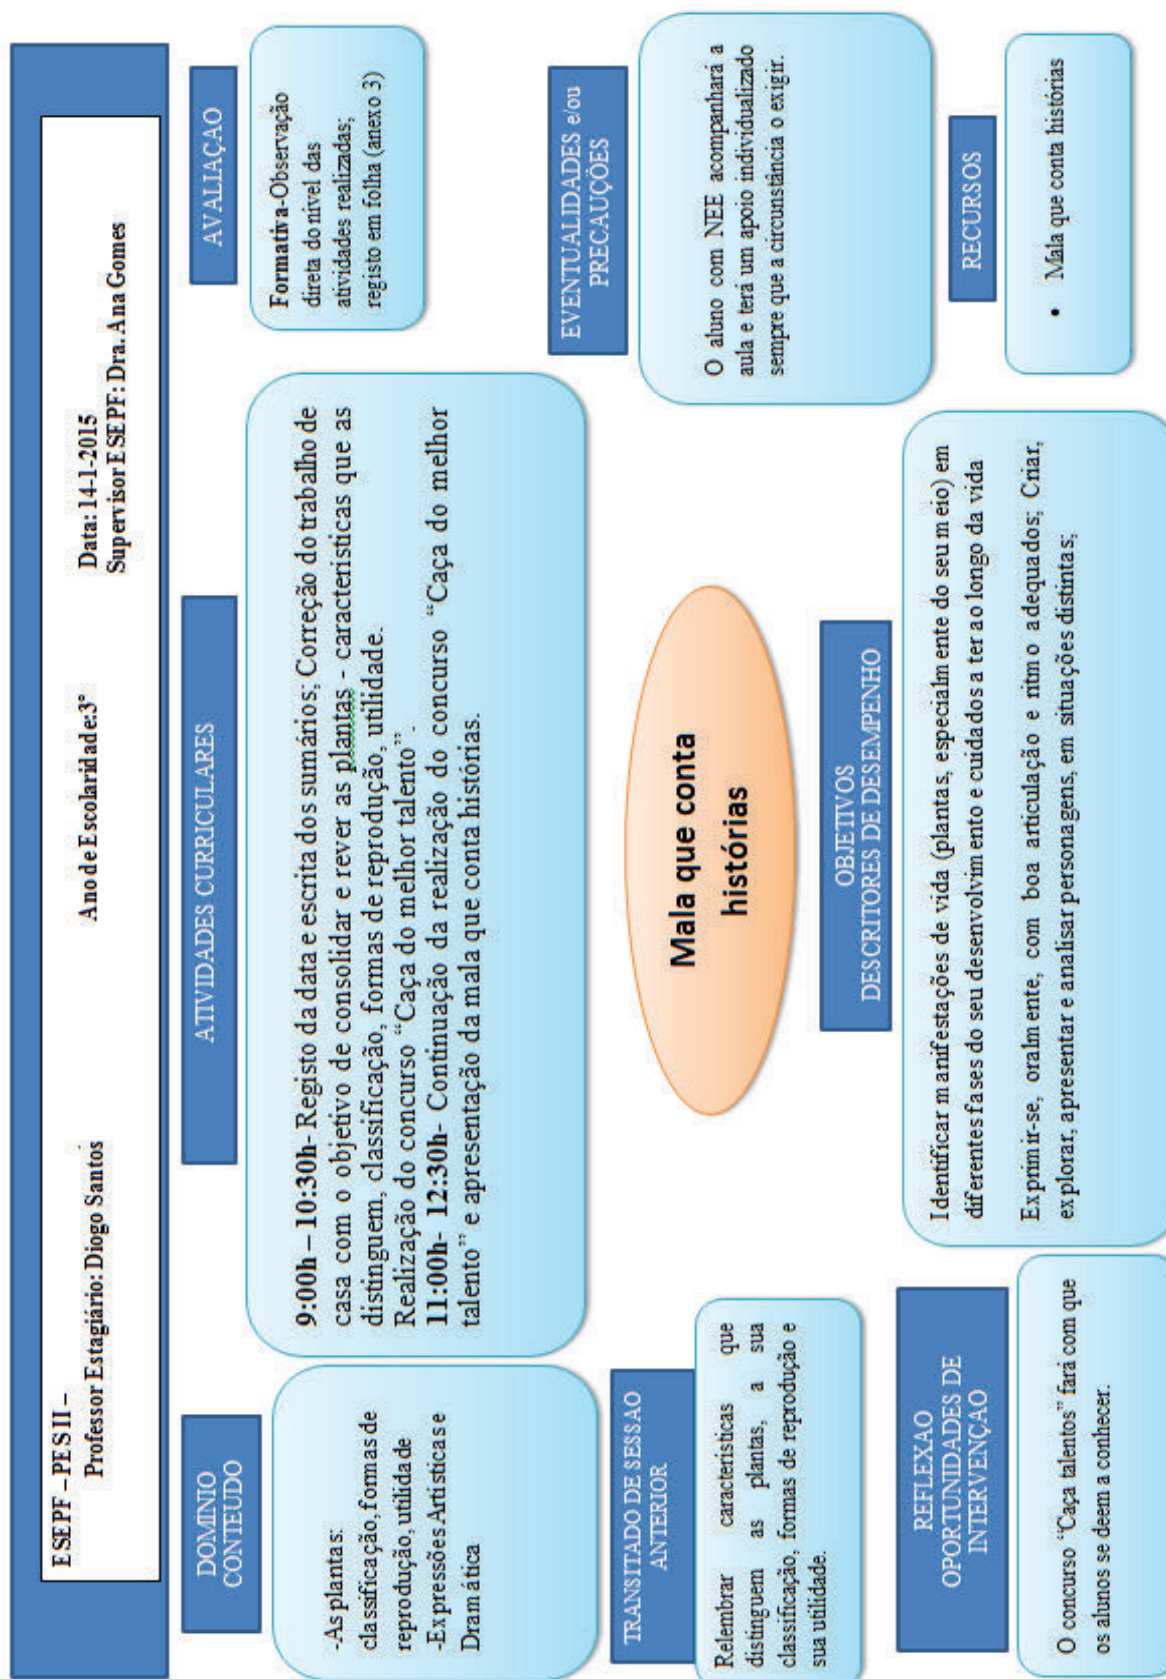 ESEPF – PES II –
Professor Estagiário: Diogo Santos
Ano de Escolaridade:3º
Data: 14-1-2015
Supervisor ESEPF: Dra. Ana Gomes
DOMÍNIO
CONTEÚDO
-As plantas:
classificação, formas de
reprodução, utilidade
-Expressões Artísticas e
Dramática
ATIVIDADES CURRICULARES
9:00h – 10:30h- Registo da data e escrita dos sumários; Correção do trabalho de
casa com o objetivo de consolidar e rever as plantas - características que as
distinguem, classificação, formas de reprodução, utilidade.
Realização do concurso “Caça do melhor talento”.
11:00h- 12:30h- Continuação da realização do concurso “Caça do melhor
talento” e apresentação da mala que conta histórias.
AVALIAÇAO
Formativa-Observação
direta do nível das
atividades realizadas;
registo em folha (anexo 3)
TRANSITADO DE SESSAO
ANTERIOR
Relembrar características que
distinguem as plantas, a sua
classificação, formas de reprodução e
sua utilidade.
Mala que conta
histórias
EVENTUALIDADES e/ou
PRECAUÇÕES
O aluno com NEE acompanhará a
aula e terá um apoio individualizado
sempre que a circunstância o exigir.
REFLEXAO
OPORTUNIDADES DE
INTERVENÇAO
O concurso “Caça talentos” fará com que
os alunos se deem a conhecer.
OBJETIVOS
DESCRITORES DE DESEMPENHO
Identificar manifestações de vida (plantas, especialmente do seu meio) em
diferentes fases do seu desenvolvimento e cuidados a ter ao longo da vida
Exprimir-se, oralmente, com boa articulação e ritmo adequados; Criar,
explorar, apresentar e analisar personagens, em situações distintas;
RECURSOS
• Mala que conta histórias